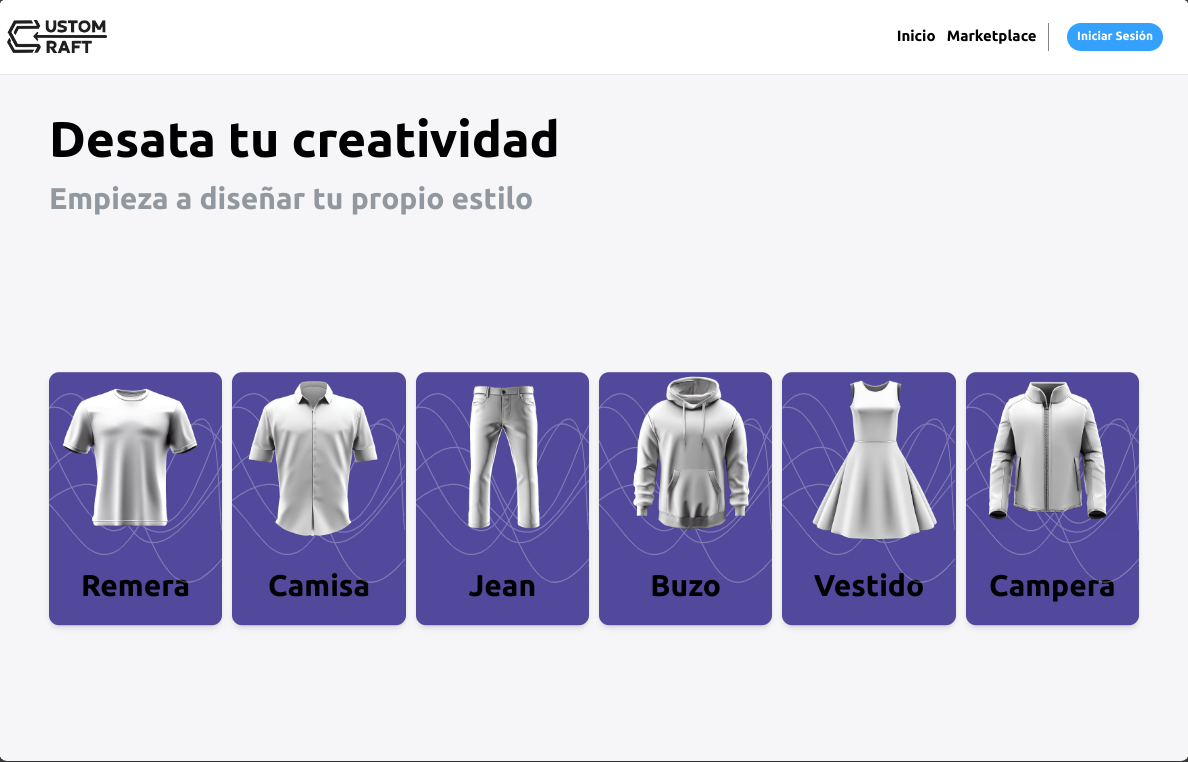 USTOM
RAFT
Inicio Marketplace Iniciar Sesión
Desata tu creatividad
Empieza a diseñar tu propio estilo
Remera Camisa Jean Buzo Vestido Campera